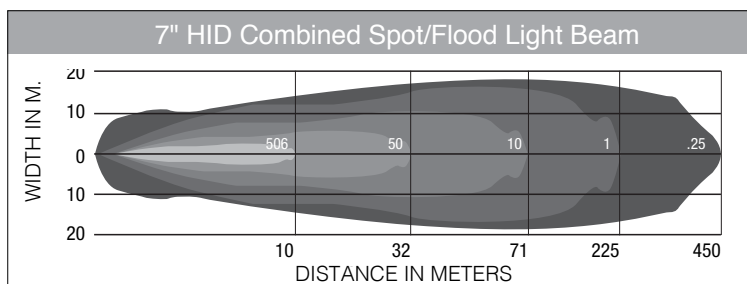 7" HID Combined Spot/Flood Light Beam
20
10
0
10
20
WIDTH IN M.
506 50 10 1 .25
10 32 71 225 450
DISTANCE IN METERS